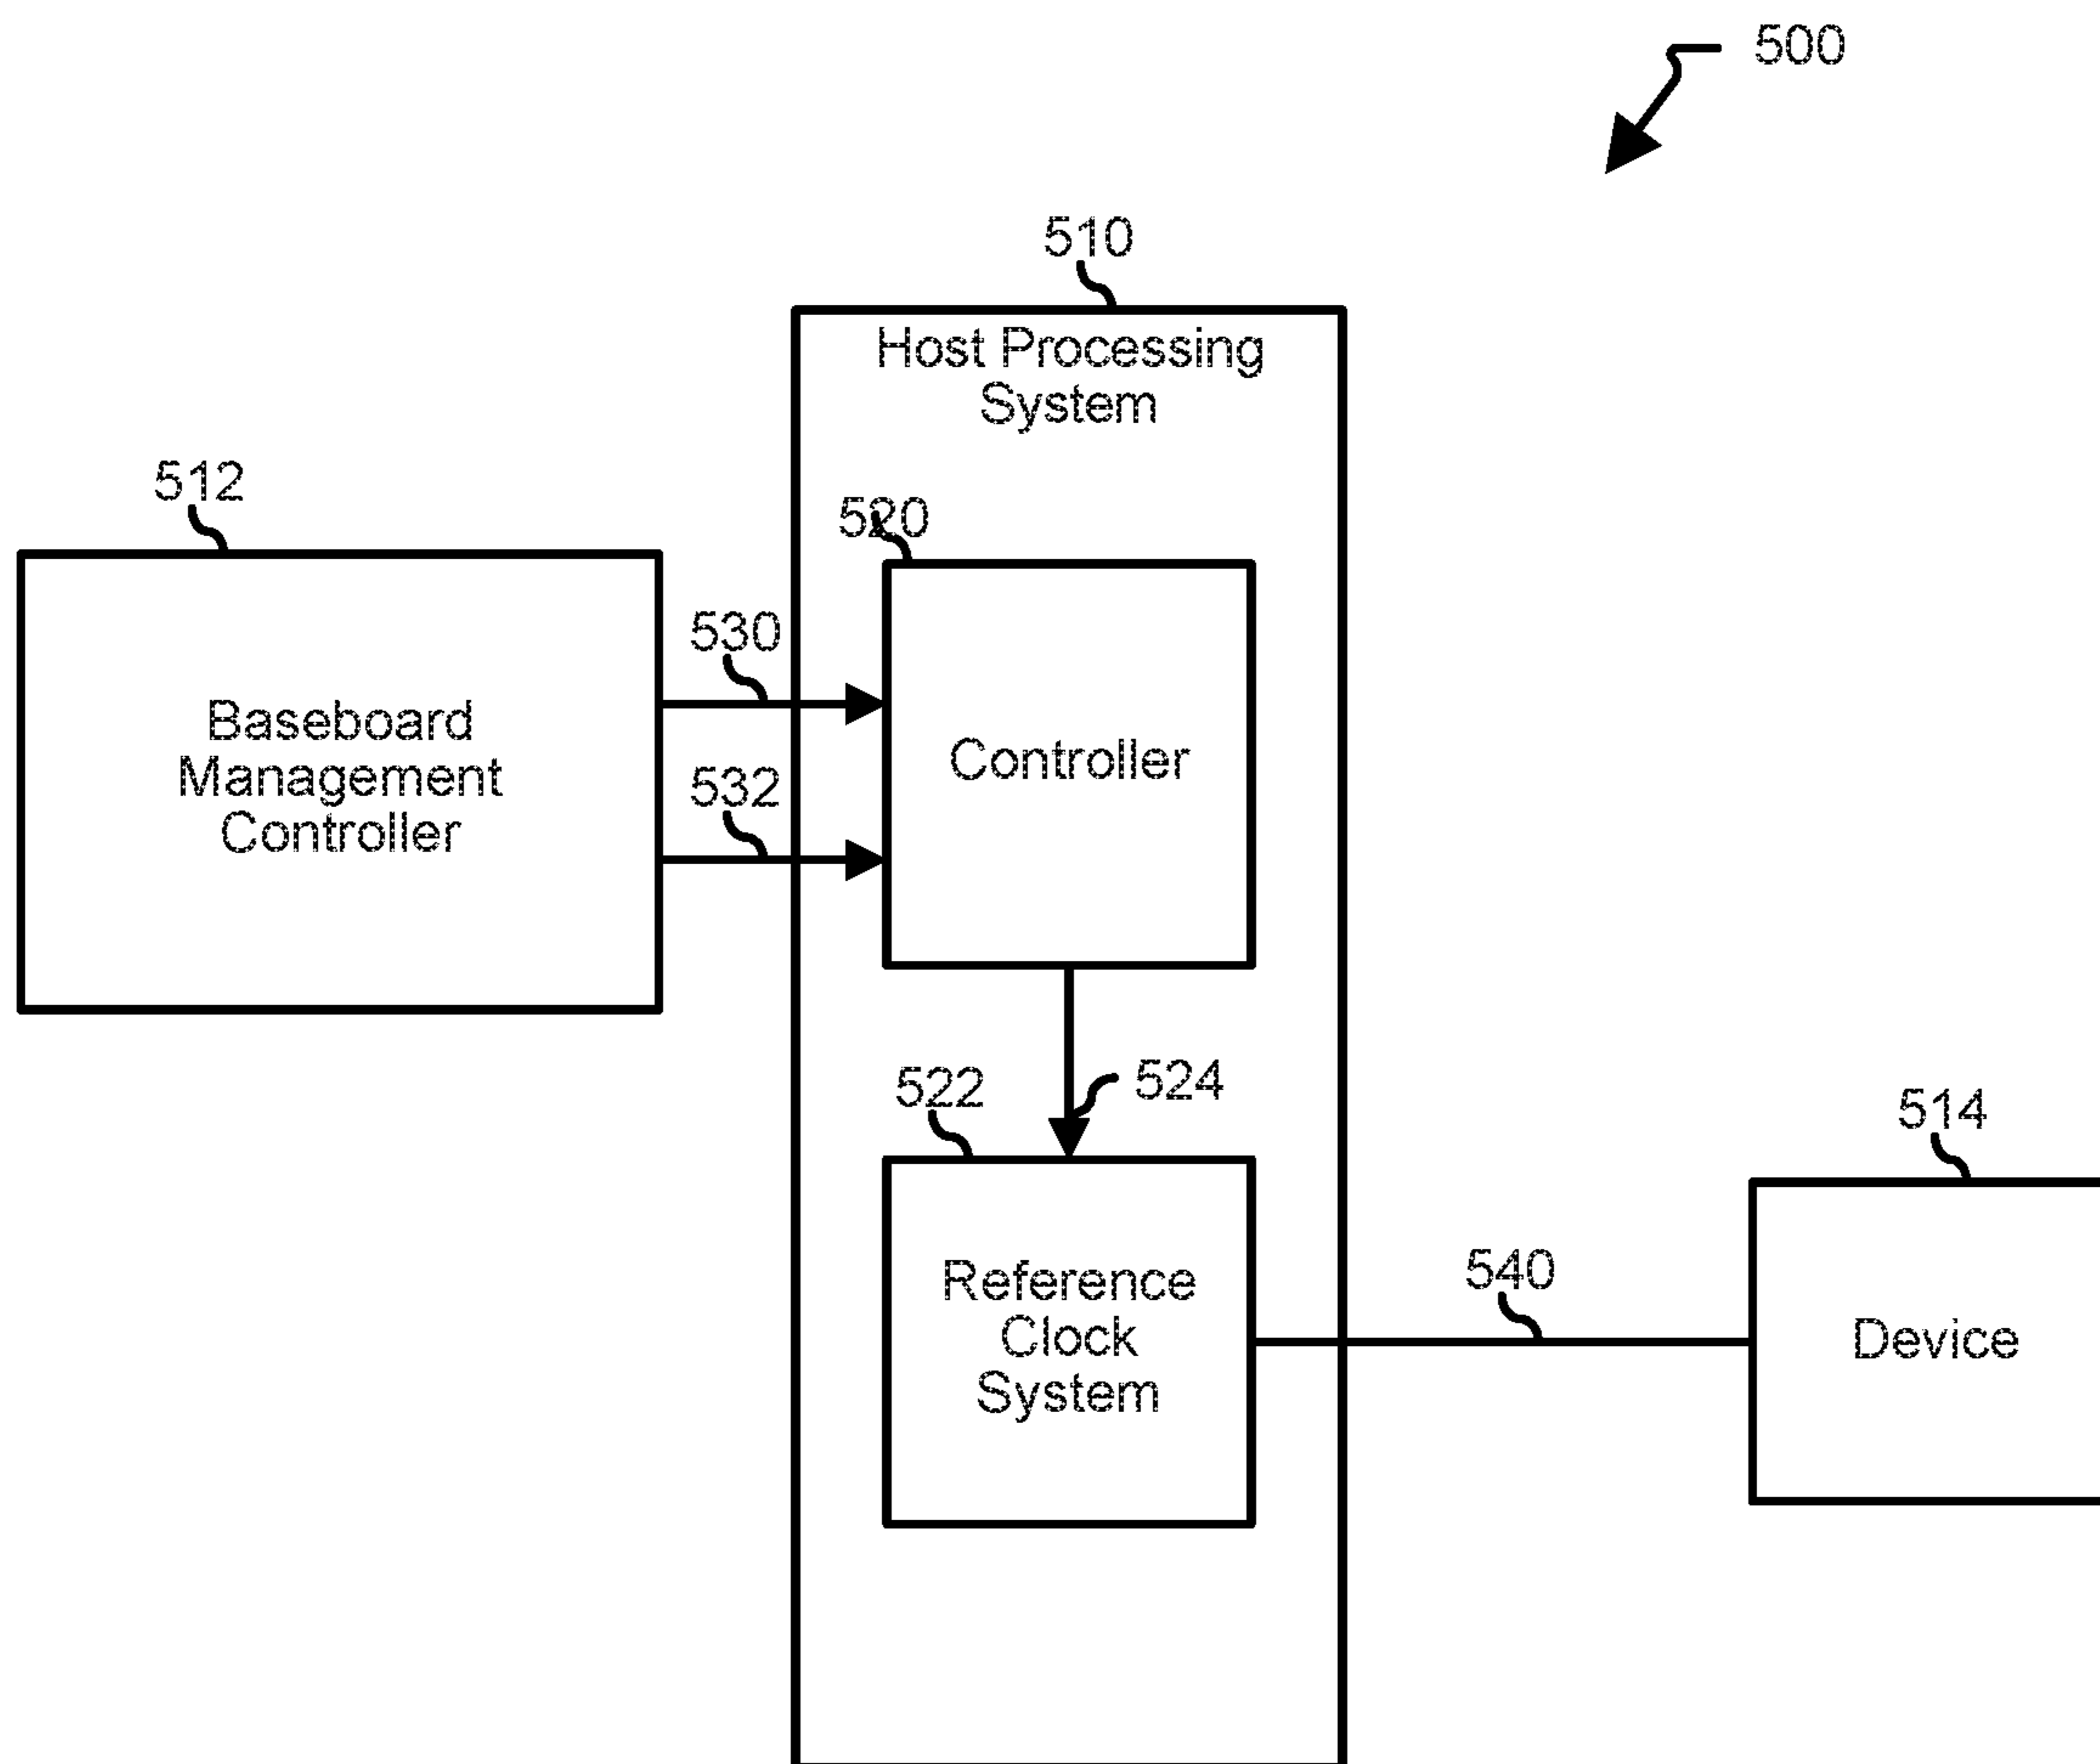 500
510
Host Processing
System
512
520
530
Baseboard
Management
Controller
Controller
532
522
524
514
Reference
Clock
System
540
Device